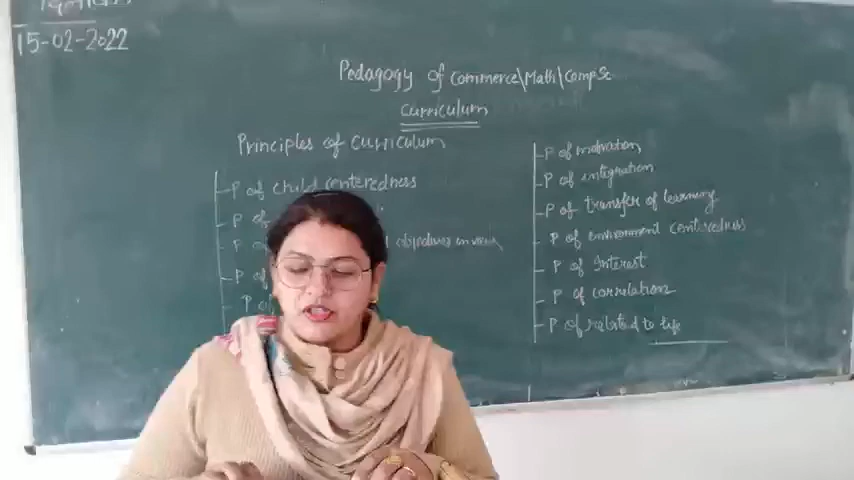 15-02-2022
Pedagogy of Commerce\Math\Comp Sc
Curriculum
Principles of Curriculum
P of child centeredness
P of
P
objectives in view
P of
P of
P of motivation
P of integration
P of transfer of learning
P of environment centredness
P of Interest
P of correlation
P of related to life